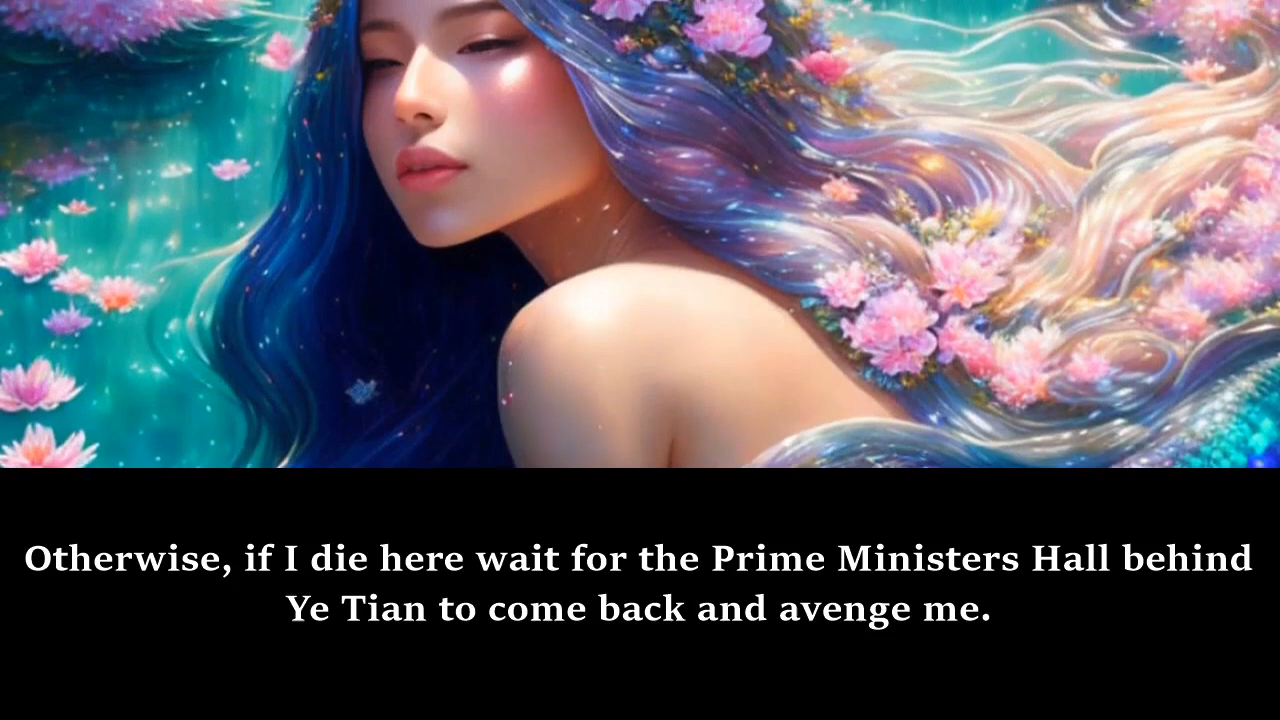 Otherwise, if I die here wait for the Prime Ministers Hall behind
Ye Tian to come back and avenge me.